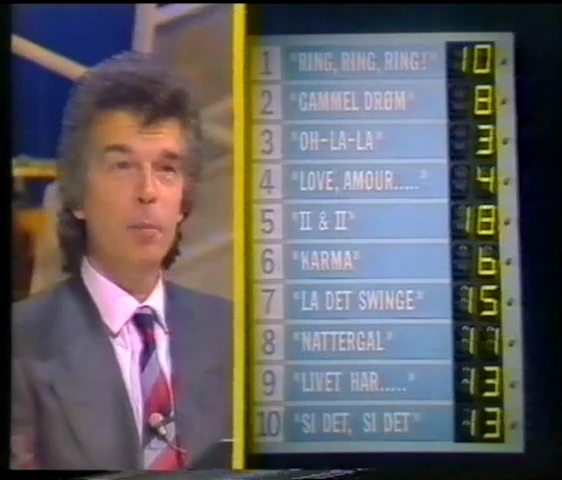 1 "RING, RING, RING!" 10
2 "GAMMEL DRØM" 8
3 "OH-LA-LA" 3
4 "LOVE, AMOUR....." 4
5 "II & II" 18
6 "KARMA" 6
7 "LA DET SWINGE" 15
8 "NATTERGAL" 11
9 "LIVET HAR....." 13
10 "SI DET, SI DET" 13